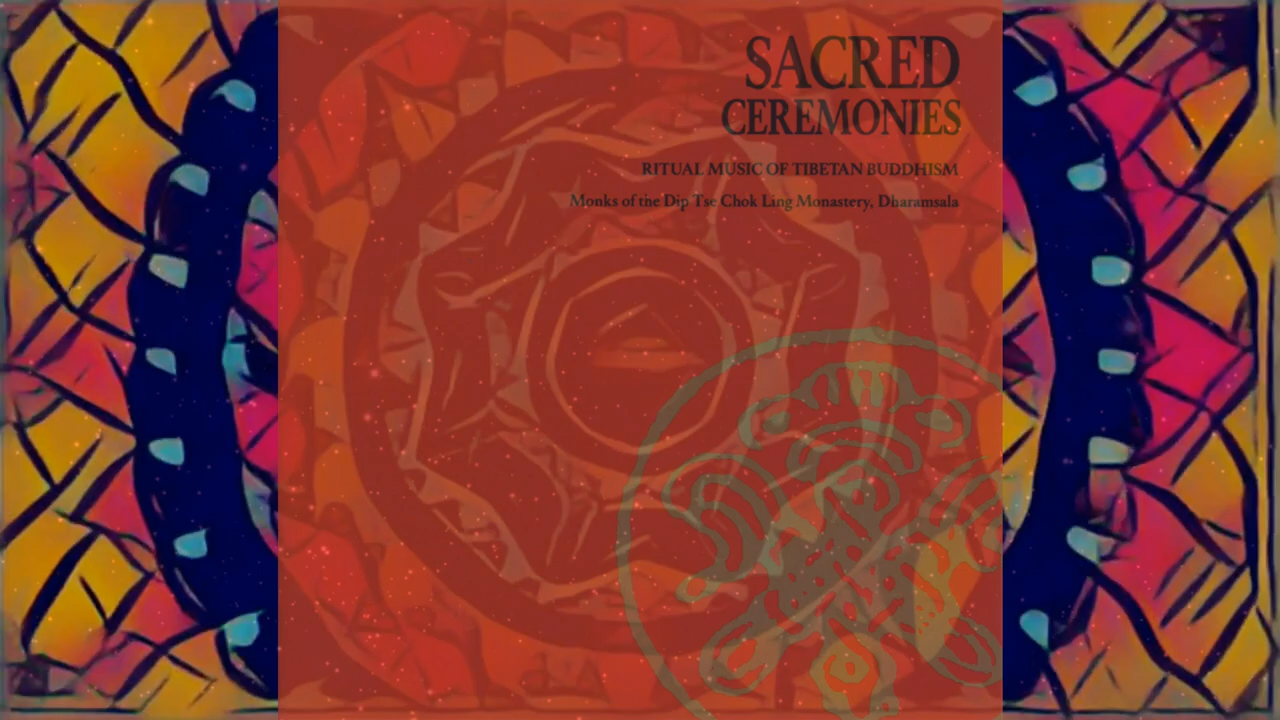 SACRED
CEREMONIES
RITUAL MUSIC OF TIBETAN BUDDHISM
Monks of the Dip Tse Chok Ling Monastery, Dharamsala